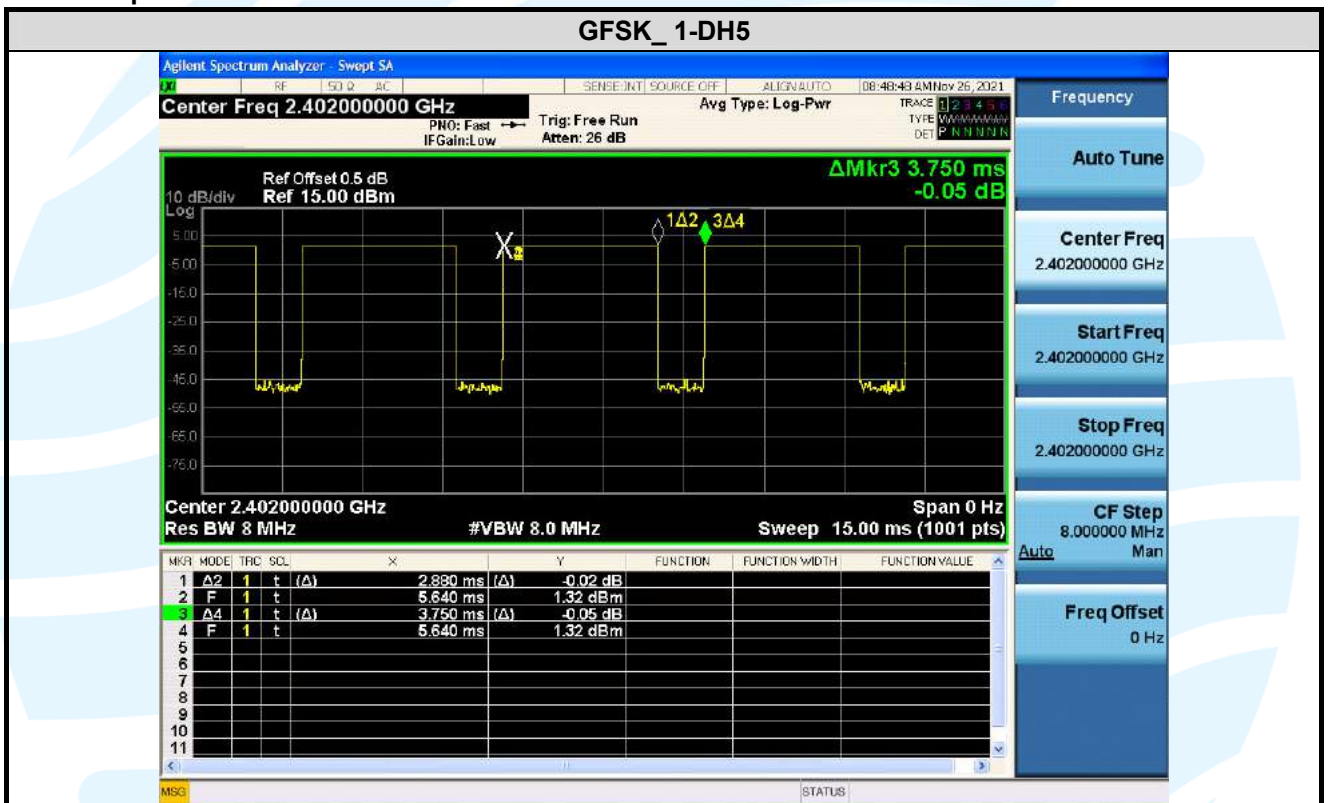 GFSK_ 1-DH5
Agilent Spectrum Analyzer - Swept SA
LXI RF 50 Ω AC SENSE:INT SOURCE OFF ALIGN AUTO 08:48:48 AM Nov 26, 2021
Center Freq 2.402000000 GHz
PNO: Fast
IFGain:Low
Trig: Free Run
Atten: 26 dB
Avg Type: Log-Pwr
TRACE 1 2 3 4 5 6
TYPE
DET P N N N N N
ΔMkr3 3.750 ms
-0.05 dB
Ref Offset 0.5 dB
10 dB/div Ref 15.00 dBm
Log
5.00
-5.00
-15.0
-25.0
-35.0
-45.0
-55.0
-65.0
-75.0
1Δ2 3Δ4
Center 2.402000000 GHz Span 0 Hz
Res BW 8 MHz #VBW 8.0 MHz Sweep 15.00 ms (1001 pts)
MKR MODE TRC SCL X Y FUNCTION FUNCTION WIDTH FUNCTION VALUE
1 Δ2 1 t (Δ) 2.880 ms (Δ) -0.02 dB
2 F 1 t 5.640 ms 1.32 dBm
3 Δ4 1 t (Δ) 3.750 ms (Δ) -0.05 dB
4 F 1 t 5.640 ms 1.32 dBm
5
6
7
8
9
10
11
MSG STATUS
Frequency
Auto Tune
Center Freq
2.402000000 GHz
Start Freq
2.402000000 GHz
Stop Freq
2.402000000 GHz
CF Step
8.000000 MHz
Auto Man
Freq Offset
0 Hz